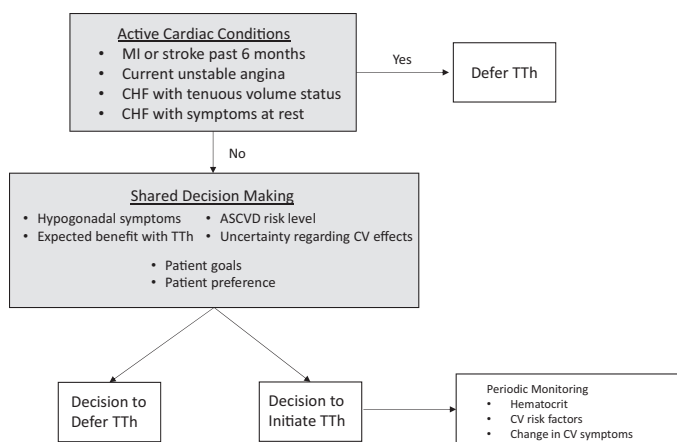 Active Cardiac Conditions
• MI or stroke past 6 months
• Current unstable angina
• CHF with tenuous volume status
• CHF with symptoms at rest
Yes
Defer TTh
No
Shared Decision Making
• Hypogonadal symptoms
• Expected benefit with TTh
• ASCVD risk level
• Uncertainty regarding CV effects
• Patient goals
• Patient preference
Decision to
Defer TTh
Decision to
Initiate TTh
Periodic Monitoring
• Hematocrit
• CV risk factors
• Change in CV symptoms